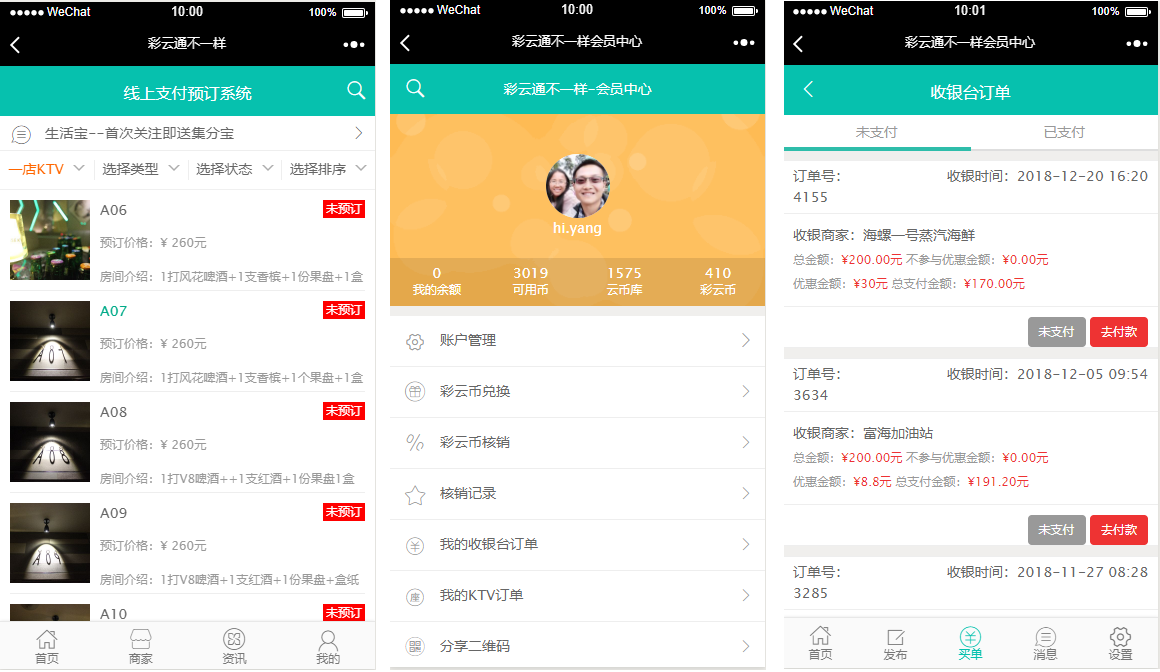 WeChat 10:00 100%
彩云通不一样
线上支付预订系统
生活宝--首次关注即送集分宝
一店KTV 选择类型 选择状态 选择排序
A06 未预订
预订价格：¥ 260元
房间介绍：1打风花啤酒+1支香槟+1份果盘+1盒
A07 未预订
预订价格：¥ 260元
房间介绍：1打风花啤酒+1支香槟+1个果盘+1盒
A08 未预订
预订价格：¥ 260元
房间介绍：1打V8啤酒++1支红酒+1份果盘1盒
A09 未预订
预订价格：¥ 260元
房间介绍：1打V8啤酒+1支红酒+1份果盘+盒纸
A10 未预订
首页 商家 资讯 我的
WeChat 10:00 100%
彩云通不一样会员中心
彩云通不一样-会员中心
hi.yang
0 3019 1575 410
我的余额 可用币 云币库 彩云币
账户管理
彩云币兑换
彩云币核销
核销记录
我的收银台订单
座 我的KTV订单
分享二维码
WeChat 10:01 100%
彩云通不一样会员中心
收银台订单
未支付 已支付
订单号： 收银时间：2018-12-20 16:20
4155
收银商家：海螺一号蒸汽海鲜
总金额：¥200.00元 不参与优惠金额：¥0.00元
优惠金额：¥30元 总支付金额：¥170.00元
未支付 去付款
订单号： 收银时间：2018-12-05 09:54
3634
收银商家：富海加油站
总金额：¥200.00元 不参与优惠金额：¥0.00元
优惠金额：¥8.8元 总支付金额：¥191.20元
未支付 去付款
订单号： 收银时间：2018-11-27 08:28
3285
首页 发布 买单 消息 设置